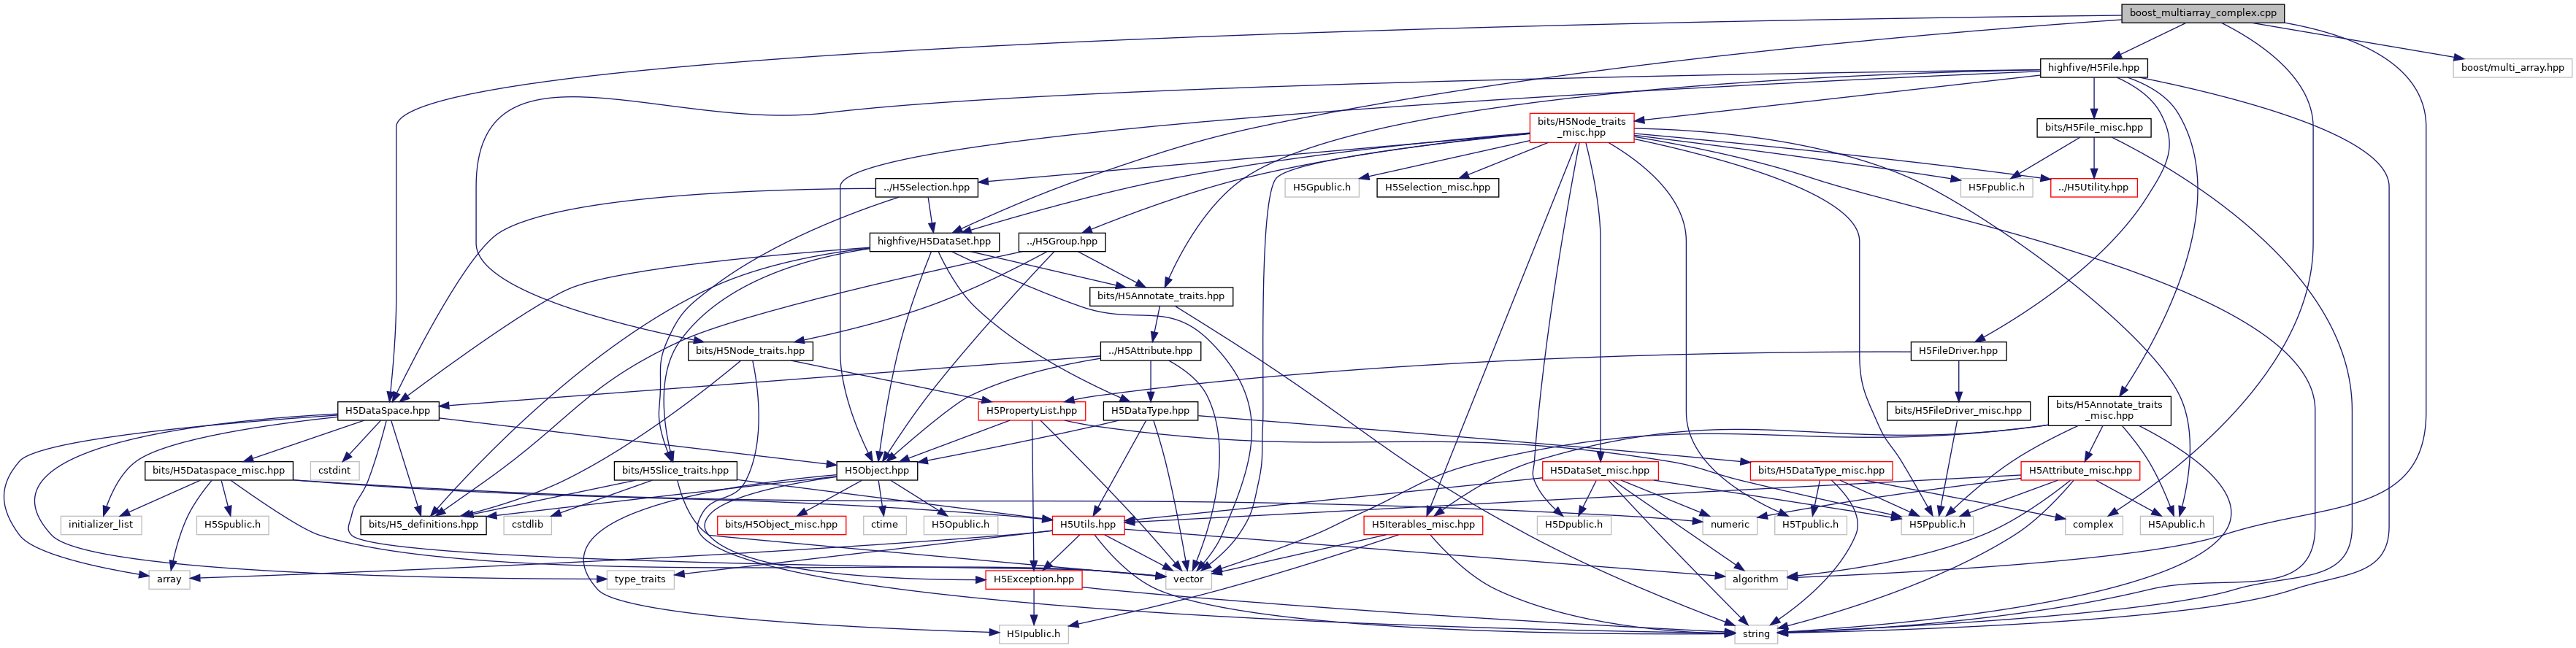 boost_multiarray_complex.cpp
highfive/H5File.hpp
boost/multi_array.hpp
bits/H5Node_traits
_misc.hpp
bits/H5File_misc.hpp
../H5Selection.hpp
H5Gpublic.h
H5Selection_misc.hpp
H5Fpublic.h
../H5Utility.hpp
highfive/H5DataSet.hpp
../H5Group.hpp
bits/H5Annotate_traits.hpp
bits/H5Node_traits.hpp
../H5Attribute.hpp
H5FileDriver.hpp
H5DataSpace.hpp
H5PropertyList.hpp
H5DataType.hpp
bits/H5FileDriver_misc.hpp
bits/H5Annotate_traits
_misc.hpp
bits/H5Dataspace_misc.hpp
cstdint
bits/H5Slice_traits.hpp
H5Object.hpp
H5DataSet_misc.hpp
bits/H5DataType_misc.hpp
H5Attribute_misc.hpp
initializer_list
H5Spublic.h
bits/H5_definitions.hpp
cstdlib
bits/H5Object_misc.hpp
ctime
H5Opublic.h
H5Utils.hpp
H5Iterables_misc.hpp
H5Dpublic.h
numeric
H5Tpublic.h
H5Ppublic.h
complex
H5Apublic.h
array
type_traits
H5Exception.hpp
vector
algorithm
H5Ipublic.h
string